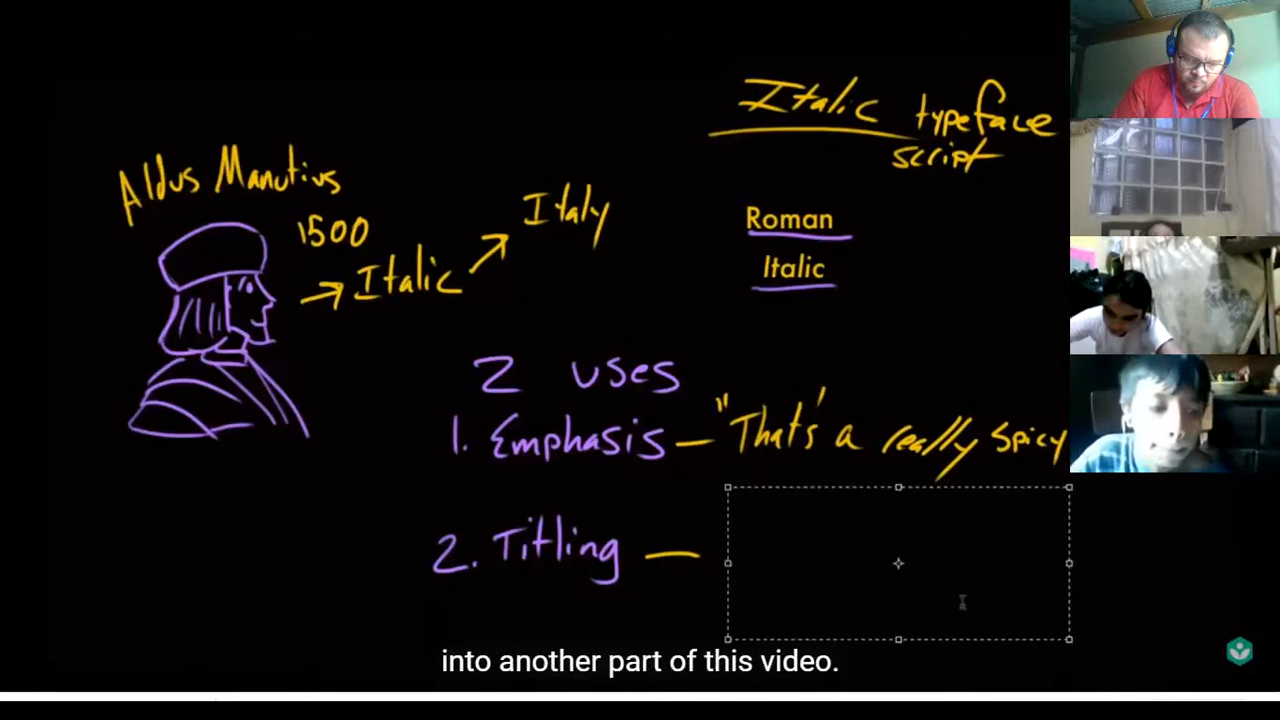 Italic typeface
script
Aldus Manutius
1500
Italic
Italy
Roman
Italic
2 uses
1. Emphasis — "That's a really spicy
2. Titling —
into another part of this video.